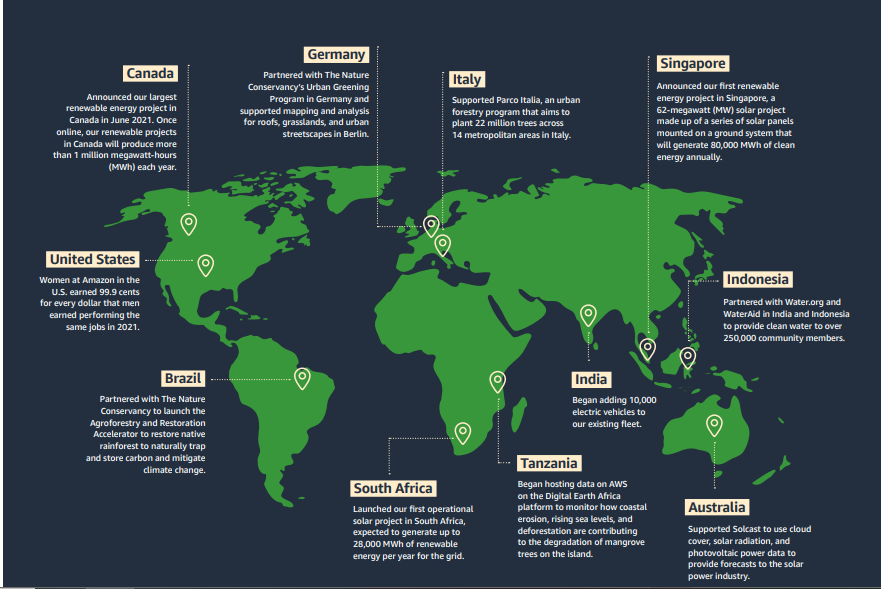 Canada
Announced our largest
renewable energy project in
Canada in June 2021. Once
online, our renewable projects
in Canada will produce more
than 1 million megawatt-hours
(MWh) each year.
Germany
Partnered with The Nature
Conservancy's Urban Greening
Program in Germany and
supported mapping and analysis
for roofs, grasslands, and urban
streetscapes in Berlin.
Italy
Supported Parco Italia, an urban
forestry program that aims to
plant 22 million trees across
14 metropolitan areas in Italy.
Singapore
Announced our first renewable
energy project in Singapore, a
62-megawatt (MW) solar project
made up of a series of solar panels
mounted on a ground system that
will generate 80,000 MWh of clean
energy annually.
United States
Women at Amazon in the
U.S. earned 99.9 cents
for every dollar that men
earned performing the
same jobs in 2021.
Indonesia
Partnered with Water.org and
WaterAid in India and Indonesia
to provide clean water to over
250,000 community members.
Brazil
Partnered with The Nature
Conservancy to launch the
Agroforestry and Restoration
Accelerator to restore native
rainforest to naturally trap
and store carbon and mitigate
climate change.
India
Began adding 10,000
electric vehicles to
our existing fleet.
South Africa
Launched our first operational
solar project in South Africa,
expected to generate up to
28,000 MWh of renewable
energy per year for the grid.
Tanzania
Began hosting data on AWS
on the Digital Earth Africa
platform to monitor how coastal
erosion, rising sea levels, and
deforestation are contributing
to the degradation of mangrove
trees on the island.
Australia
Supported Solcast to use cloud
cover, solar radiation, and
photovoltaic power data to
provide forecasts to the solar
power industry.